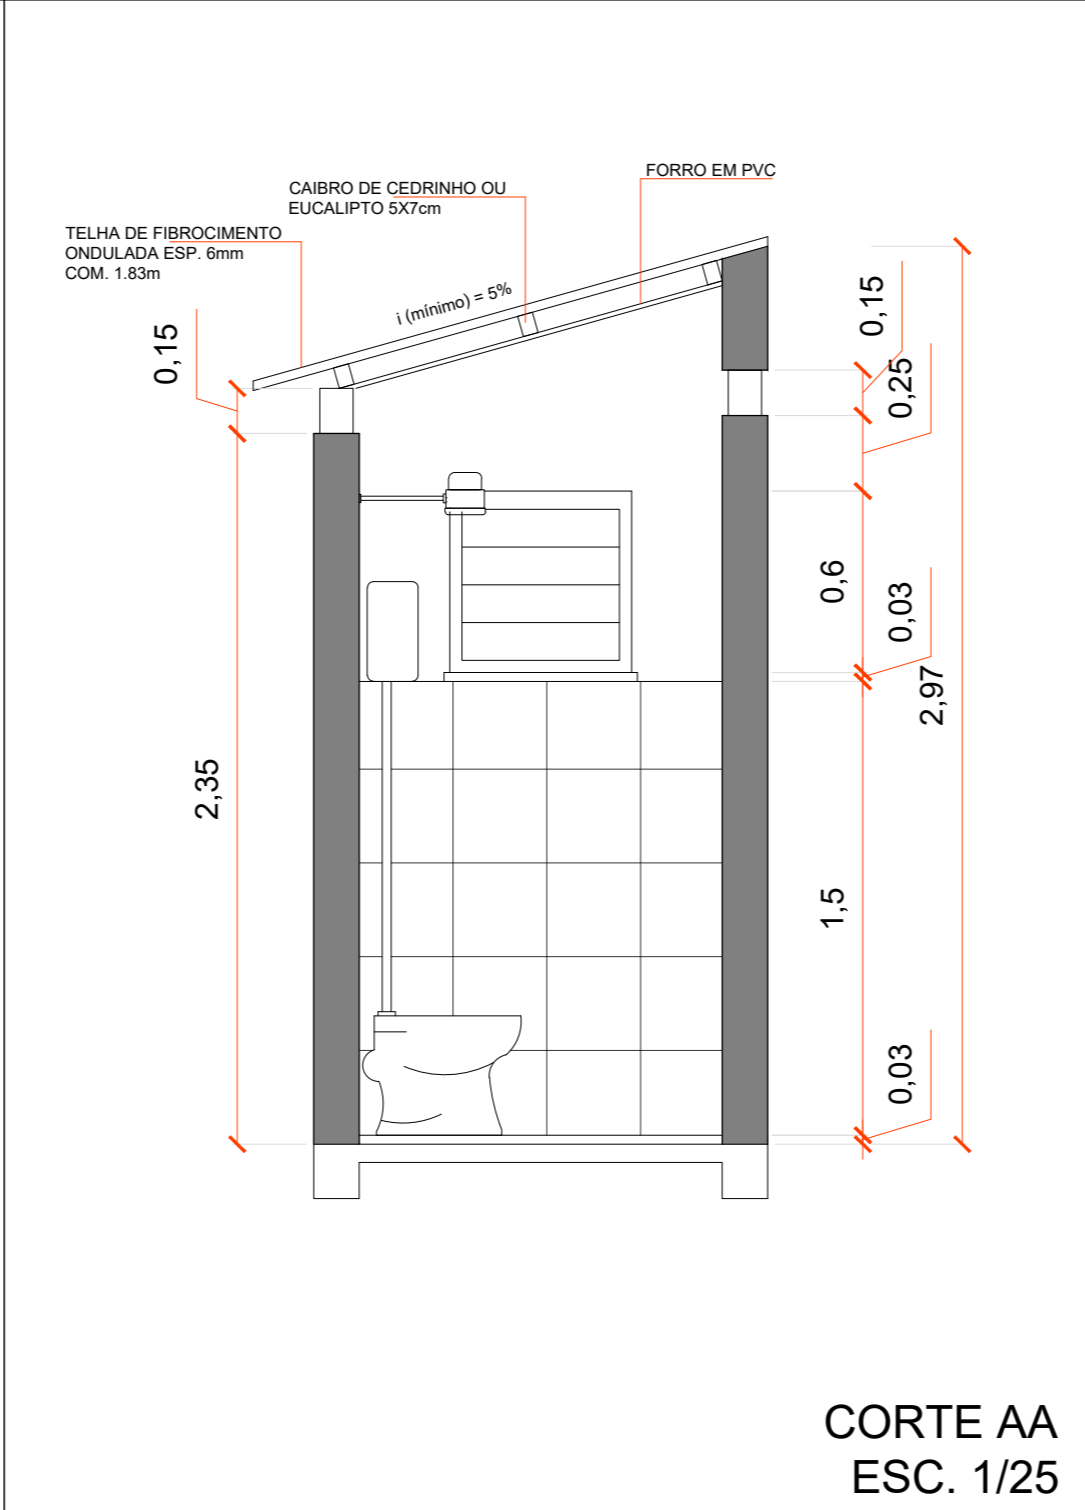 FORRO EM PVC
CAIBRO DE CEDRINHO OU
EUCALIPTO 5X7cm
TELHA DE FIBROCIMENTO
ONDULADA ESP. 6mm
COM. 1.83m
i (mínimo) = 5%
0,15
0,15
0,25
0,6
0,03
2,97
2,35
1,5
0,03
CORTE AA
ESC. 1/25